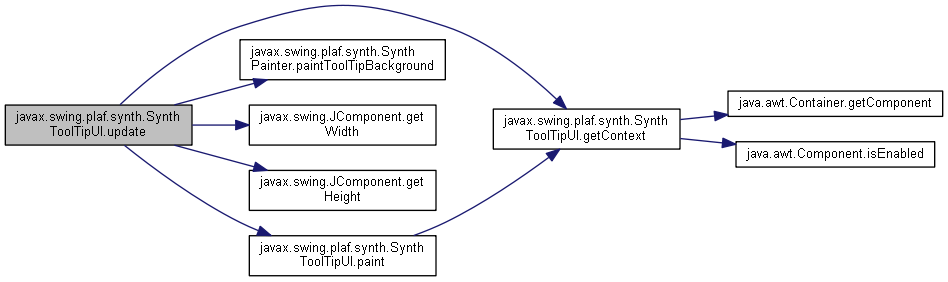 javax.swing.plaf.synth.Synth
ToolTipUI.update
javax.swing.plaf.synth.Synth
Painter.paintToolTipBackground
javax.swing.JComponent.get
Width
javax.swing.JComponent.get
Height
javax.swing.plaf.synth.Synth
ToolTipUI.paint
javax.swing.plaf.synth.Synth
ToolTipUI.getContext
java.awt.Container.getComponent
java.awt.Component.isEnabled